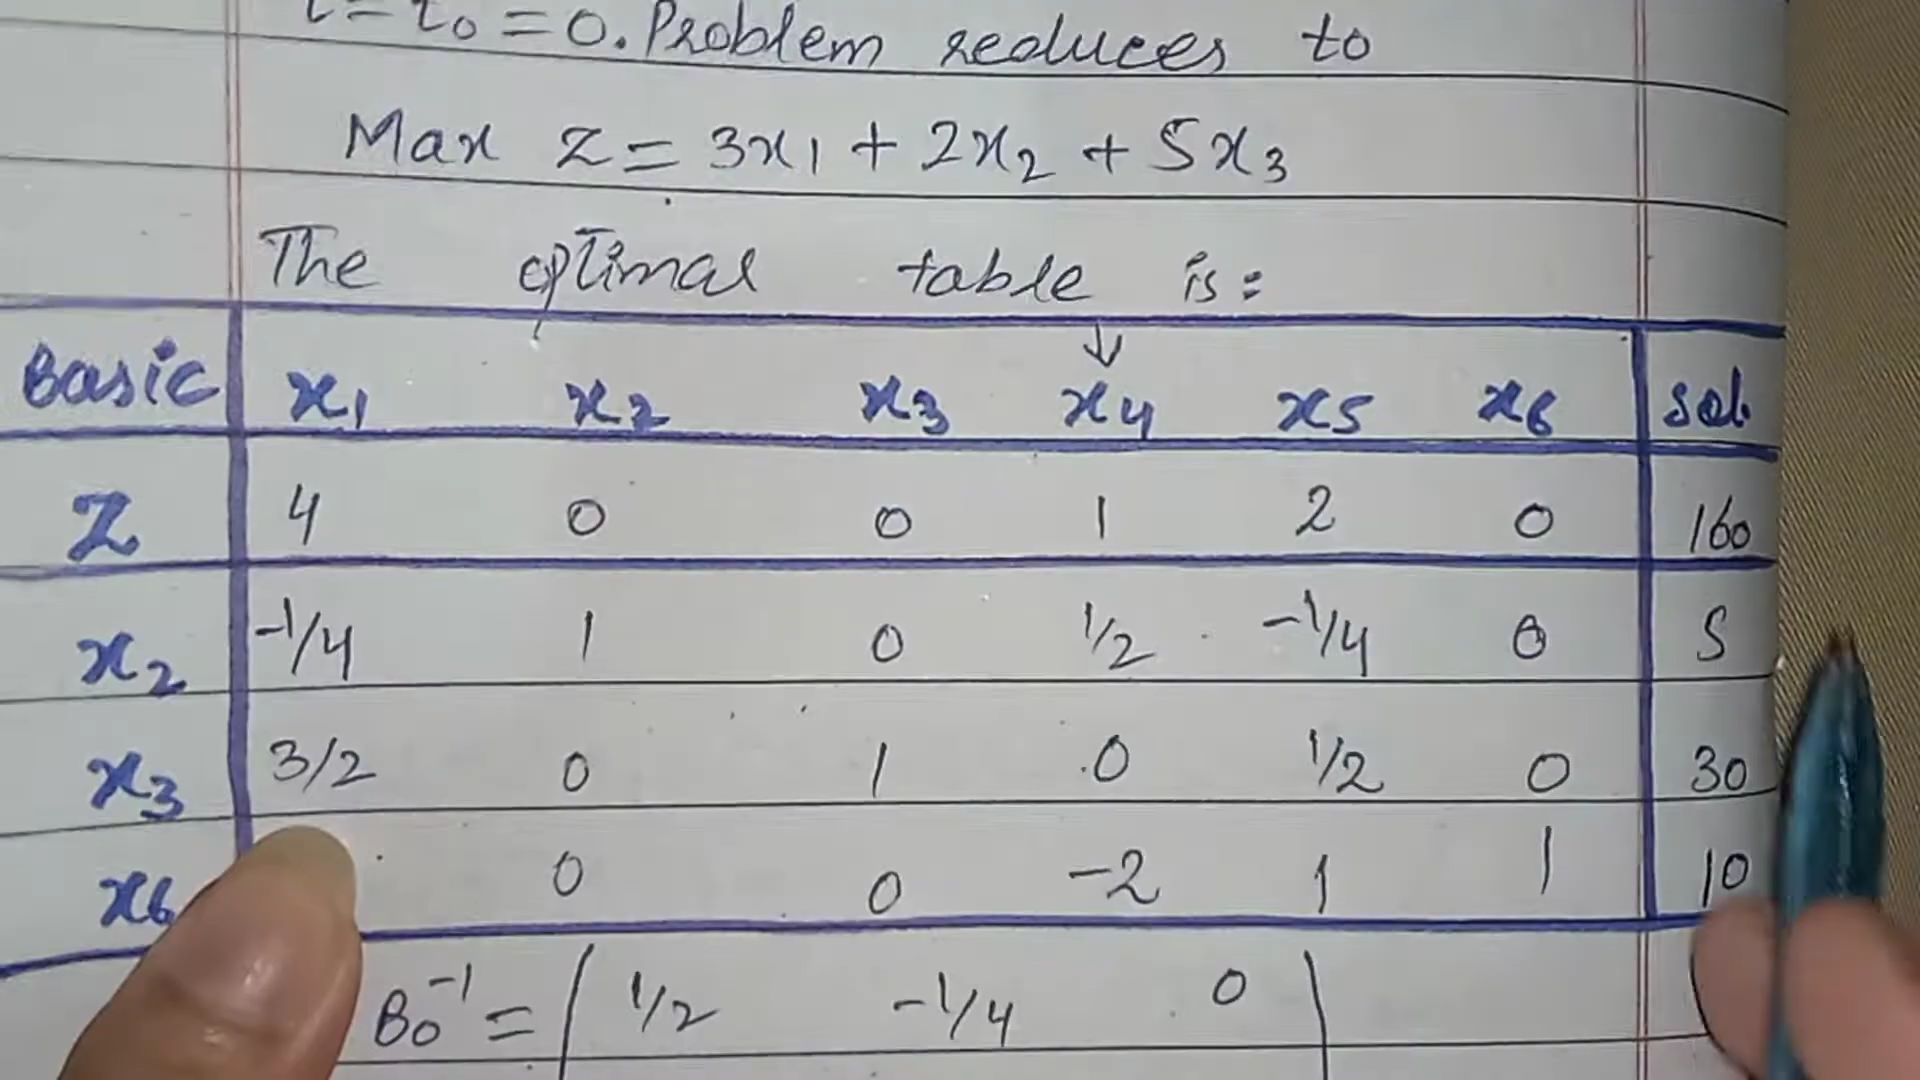 t = t₀ = 0. Problem reduces to
Max Z = 3x₁ + 2x₂ + 5x₃
The optimal table is:
Basic x₁ x₂ x₃ ↓ x₄ x₅ x₆ sol.
Z 4 0 0 1 2 0 160
x₂ -1/4 1 0 1/2 -1/4 0 5
x₃ 3/2 0 1 0 1/2 0 30
x₆ 0 0 -2 1 1 10
B₀⁻¹ = ( 1/2 -1/4 0 )